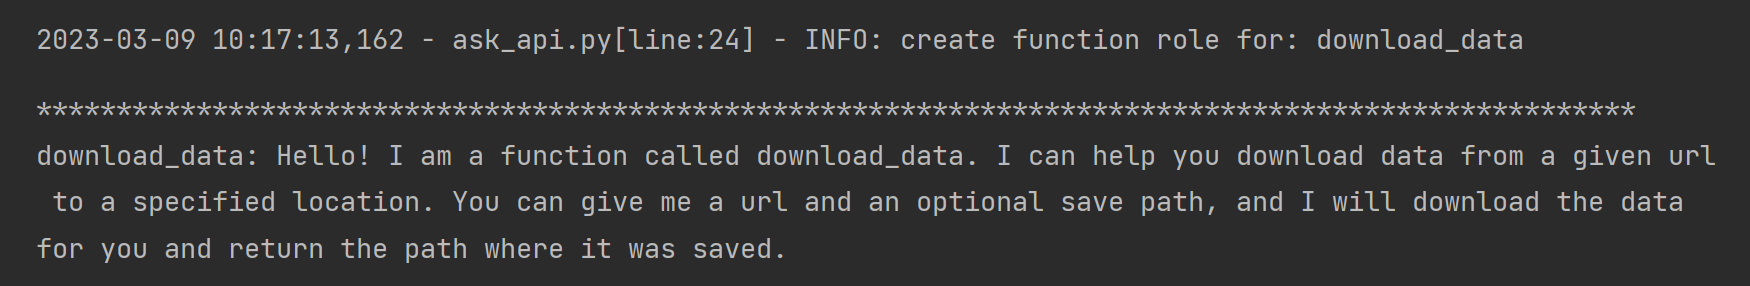 2023-03-09 10:17:13,162 - ask_api.py[line:24] - INFO: create function role for: download_data
****************************************************************************************************
download_data: Hello! I am a function called download_data. I can help you download data from a given url
to a specified location. You can give me a url and an optional save path, and I will download the data
for you and return the path where it was saved.